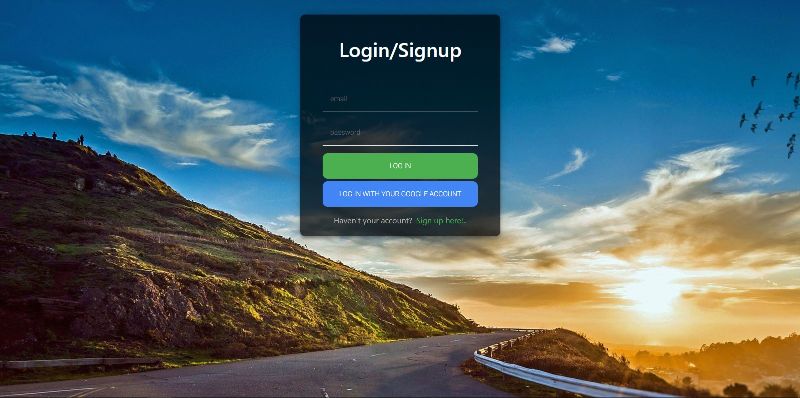 Login/Signup
email
password
LOG IN
LOG IN WITH YOUR GOOGLE ACCOUNT
Haven't your account? Sign up here!.